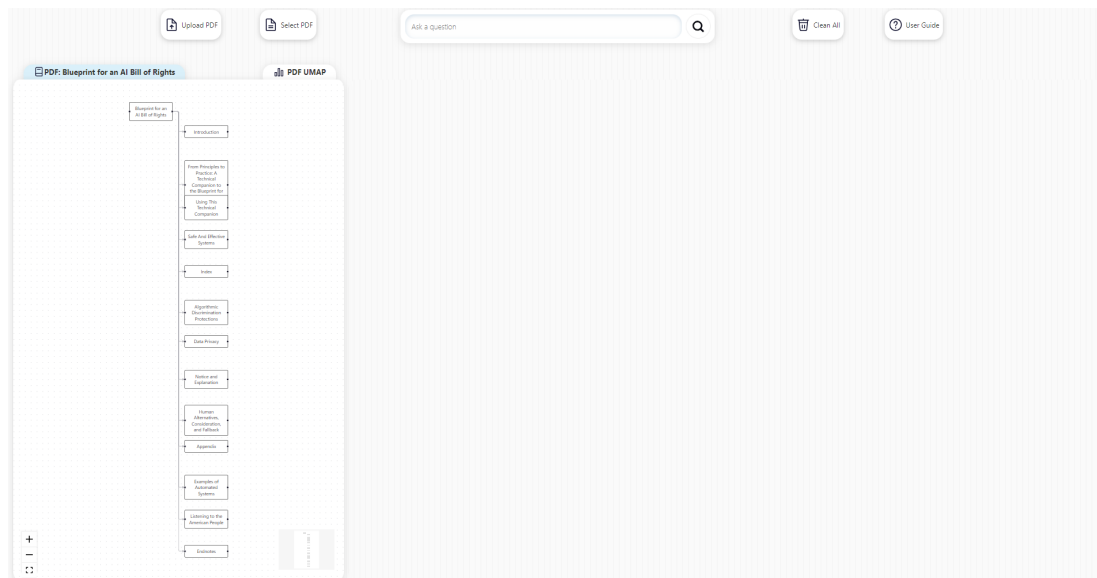 Upload PDF
Select PDF
Ask a question
Clean All
User Guide
PDF: Blueprint for an AI Bill of Rights
PDF UMAP
Blueprint for an
AI Bill of Rights
Introduction
From Principles to
Practice: A
Technical
Companion to
the Blueprint for
Using This
Technical
Companion
Safe And Effective
Systems
Index
Algorithmic
Discrimination
Protections
Data Privacy
Notice and
Explanation
Human
Alternatives,
Consideration,
and Fallback
Appendix
Examples of
Automated
Systems
Listening to the
American People
Endnotes